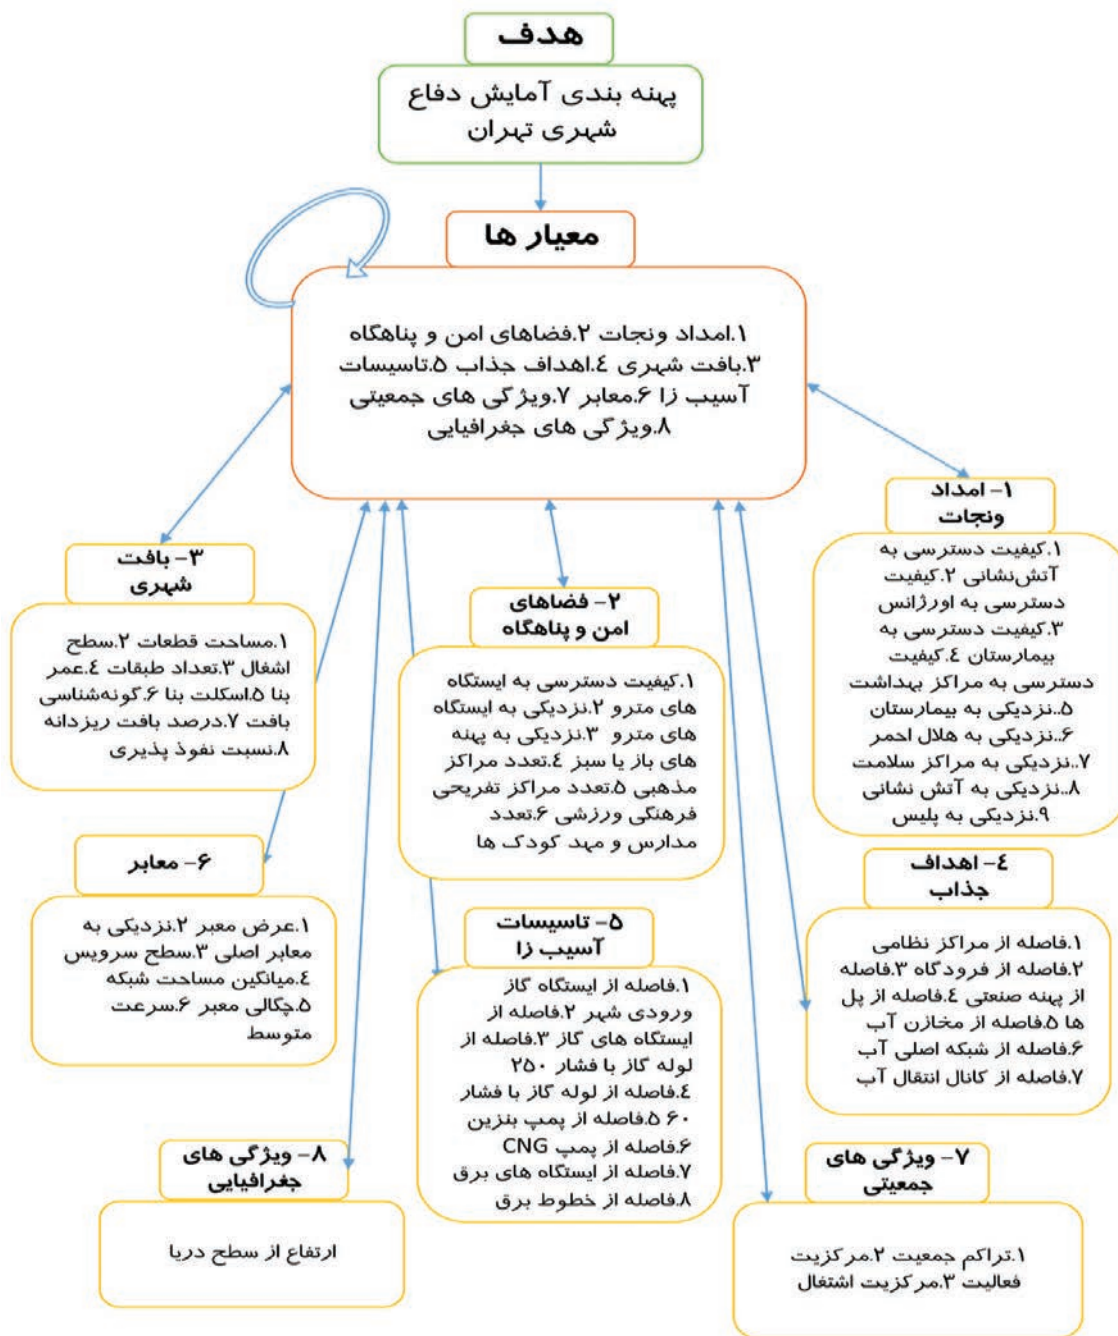 هدف
پهنه بندی آمایش دفاع
شهری تهران
معیار ها
۱.امداد ونجات ۲.فضاهای امن و پناهگاه
۳.بافت شهری ٤.اهداف جذاب ۵.تاسیسات
آسیب زا ۶.معابر ۷.ویژگی های جمعیتی
۸.ویژگی های جغرافیایی
۱- امداد
ونجات
۱.کیفیت دسترسی به
آتش‌نشانی ۲.کیفیت
دسترسی به اورژانس
۳.کیفیت دسترسی به
بیمارستان ٤.کیفیت
دسترسی به مراکز بهداشت
۵..نزدیکی به بیمارستان
۶..نزدیکی به هلال احمر
۷..نزدیکی به مراکز سلامت
۸..نزدیکی به آتش نشانی
۹.نزدیکی به پلیس
۲- فضاهای
امن و پناهگاه
۱.کیفیت دسترسی به ایستگاه
های مترو ۲.نزدیکی به ایستگاه
های مترو ۳.نزدیکی به پهنه
های باز یا سبز ٤.تعدد مراکز
مذهبی ۵.تعدد مراکز تفریحی
فرهنگی ورزشی ۶.تعدد
مدارس و مهد کودک ها
۳- بافت
شهری
۱.مساحت قطعات ۲.سطح
اشغال ۳.تعداد طبقات ٤.عمر
بنا ۵.اسکلت بنا ۶.گونه‌شناسی
بافت ۷.درصد بافت ریزدانه
۸.نسبت نفوذ پذیری
٤- اهداف
جذاب
۱.فاصله از مراکز نظامی
۲.فاصله از فرودگاه ۳.فاصله
از پهنه صنعتی ٤.فاصله از پل
ها ۵.فاصله از مخازن آب
۶.فاصله از شبکه اصلی آب
۷.فاصله از کانال انتقال آب
۵- تاسیسات
آسیب زا
۱.فاصله از ایستگاه گاز
ورودی شهر ۲.فاصله از
ایستگاه های گاز ۳.فاصله از
لوله گاز با فشار ۲۵۰
٤.فاصله از لوله گاز با فشار
۶۰ ۵.فاصله از پمپ بنزین
۶.فاصله از پمپ CNG
۷.فاصله از ایستگاه های برق
۸.فاصله از خطوط برق
۶- معابر
۱.عرض معبر ۲.نزدیکی به
معابر اصلی ۳.سطح سرویس
٤.میانگین مساحت شبکه
۵.چگالی معبر ۶.سرعت
متوسط
۷- ویژگی های
جمعیتی
۱.تراکم جمعیت ۲.مرکزیت
فعالیت ۳.مرکزیت اشتغال
۸- ویژگی های
جغرافیایی
ارتفاع از سطح دریا